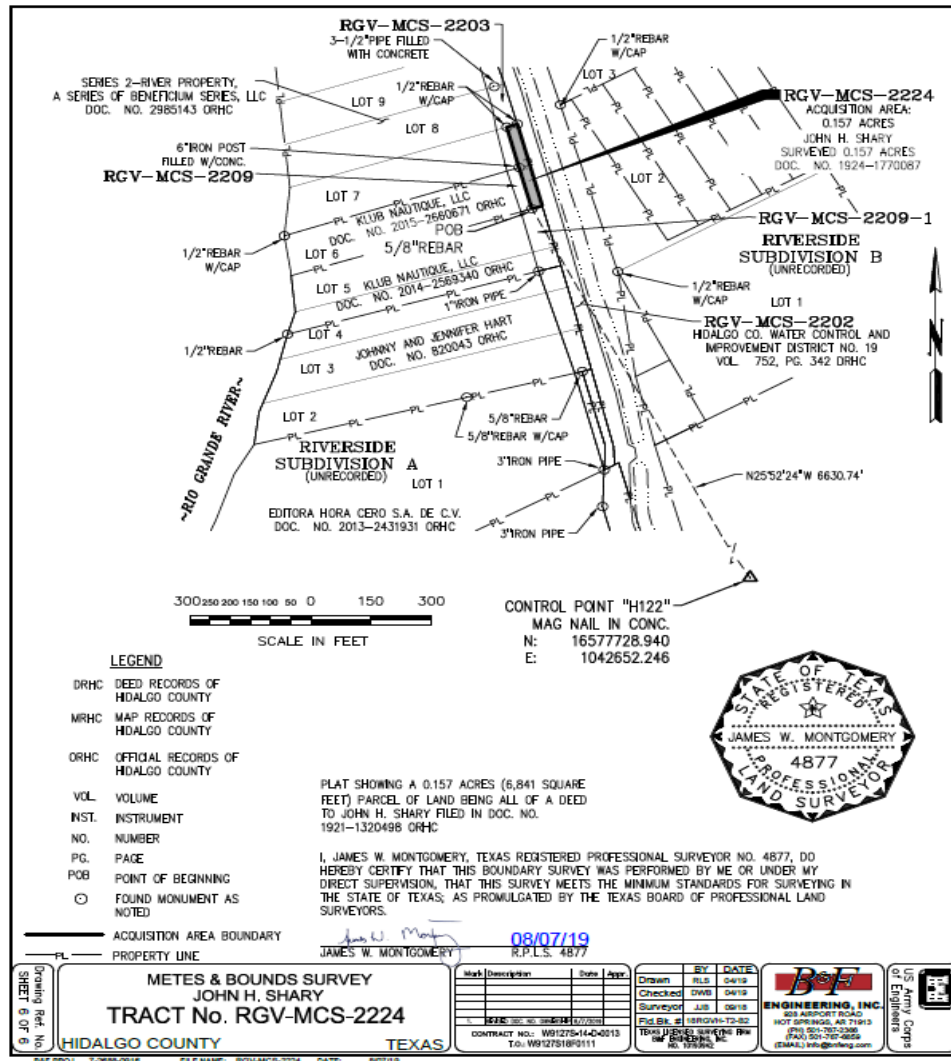 RGV-MCS-2203
3-1/2"PIPE FILLED
WITH CONCRETE
1/2"REBAR
W/CAP
SERIES 2-RIVER PROPERTY,
A SERIES OF BENEFICIUM SERIES, LLC
DOC. NO. 2985143 ORHC
1/2"REBAR
W/CAP
LOT 3
LOT 9
LOT 8
RGV-MCS-2224
ACQUISITION AREA:
0.157 ACRES
JOHN H. SHARY
SURVEYED 0.157 ACRES
DOC. NO. 1924-1770087
6"IRON POST
FILLED W/CONC.
RGV-MCS-2209
LOT 2
LOT 7
PL
KLUB NAUTIQUE, LLC
DOC. NO. 2015-2660671 ORHC
POB
5/8"REBAR
RGV-MCS-2209-1
RIVERSIDE
SUBDIVISION B
(UNRECORDED)
1/2"REBAR
W/CAP
LOT 6
LOT 5
KLUB NAUTIQUE, LLC
DOC. NO. 2014-2569340 ORHC
1"IRON PIPE
1/2"REBAR
W/CAP
LOT 1
RGV-MCS-2202
HIDALGO CO. WATER CONTROL AND
IMPROVEMENT DISTRICT NO. 19
VOL. 752, PG. 342 DRHC
N
1/2"REBAR
LOT 4
LOT 3
JOHNNY AND JENNIFER HART
DOC. NO. 820043 ORHC
~RIO GRANDE RIVER~
LOT 2
5/8"REBAR
5/8"REBAR W/CAP
RIVERSIDE
SUBDIVISION A
(UNRECORDED)
LOT 1
3"IRON PIPE
N25°52'24"W 6630.74'
EDITORA HORA CERO S.A. DE C.V.
DOC. NO. 2013-2431931 ORHC
3"IRON PIPE
300 250 200 150 100 50 0 150 300
SCALE IN FEET
CONTROL POINT "H122"
MAG NAIL IN CONC.
N: 16577728.940
E: 1042652.246
LEGEND
DRHC DEED RECORDS OF
HIDALGO COUNTY
MRHC MAP RECORDS OF
HIDALGO COUNTY
ORHC OFFICIAL RECORDS OF
HIDALGO COUNTY
VOL. VOLUME
INST. INSTRUMENT
NO. NUMBER
PG. PAGE
POB POINT OF BEGINNING
FOUND MONUMENT AS
NOTED
ACQUISITION AREA BOUNDARY
PL PROPERTY LINE
STATE OF TEXAS
REGISTERED
JAMES W. MONTGOMERY
4877
PROFESSIONAL
LAND SURVEYOR
PLAT SHOWING A 0.157 ACRES (6,841 SQUARE
FEET) PARCEL OF LAND BEING ALL OF A DEED
TO JOHN H. SHARY FILED IN DOC. NO.
1921-1320498 ORHC
I, JAMES W. MONTGOMERY, TEXAS REGISTERED PROFESSIONAL SURVEYOR NO. 4877, DO
HEREBY CERTIFY THAT THIS BOUNDARY SURVEY WAS PERFORMED BY ME OR UNDER MY
DIRECT SUPERVISION, THAT THIS SURVEY MEETS THE MINIMUM STANDARDS FOR SURVEYING IN
THE STATE OF TEXAS; AS PROMULGATED BY THE TEXAS BOARD OF PROFESSIONAL LAND
SURVEYORS.
08/07/19
JAMES W. MONTGOMERY R.P.L.S. 4877
Drawing Ref. No.
SHEET 6 OF 6
METES & BOUNDS SURVEY
JOHN H. SHARY
TRACT No. RGV-MCS-2224
HIDALGO COUNTY TEXAS
Mark Description Date Appr.
CONTRACT NO.: W9127S-14-D-0013
T.O.: W9127S18F0111
BY DATE
Drawn RLS 04/19
Checked DWB 04/19
Surveyor JJB 09/18
Fld.Bk. #
B&F
ENGINEERING, INC.
928 AIRPORT ROAD
HOT SPRINGS, AR 71913
(PH) 501-767-2366
(FAX) 501-767-6859
(EMAIL) info@bnfeng.com
US Army Corps
of Engineers